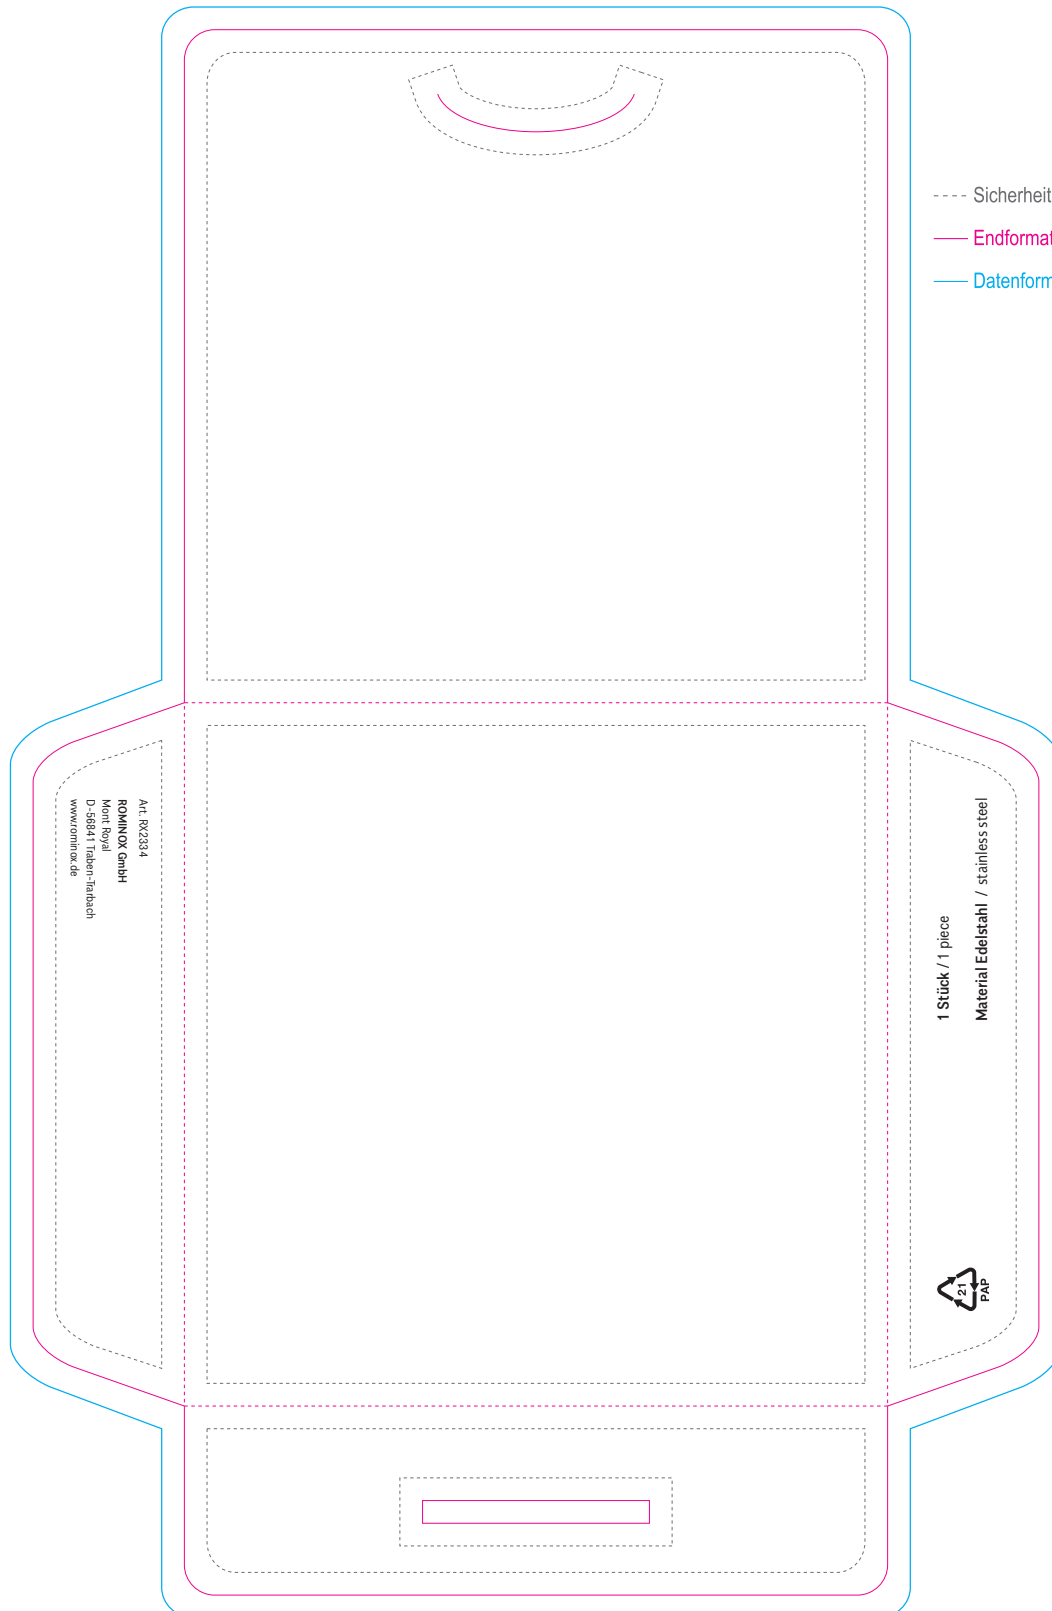 Sicherheit
Endformat
Datenform
Art. RX2334
ROMINOX GmbH
Mont Royal
D-56841 Traben-Trarbach
www.rominox.de
1 Stück / 1 piece
Material Edelstahl / stainless steel
21
PAP